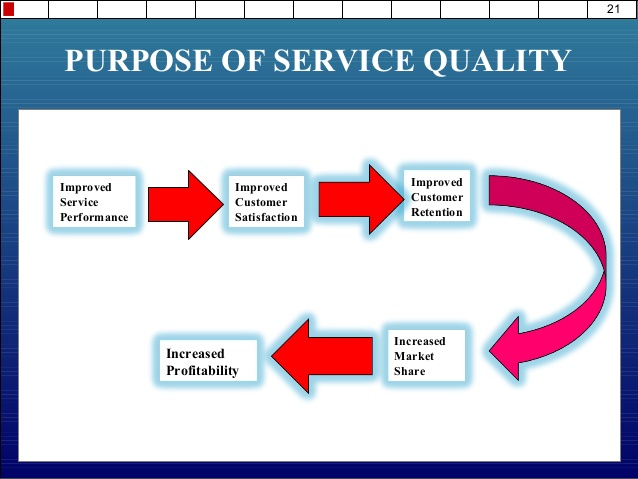 21
PURPOSE OF SERVICE QUALITY
Improved
Service
Performance
Improved
Customer
Satisfaction
Improved
Customer
Retention
Increased
Market
Share
Increased
Profitability